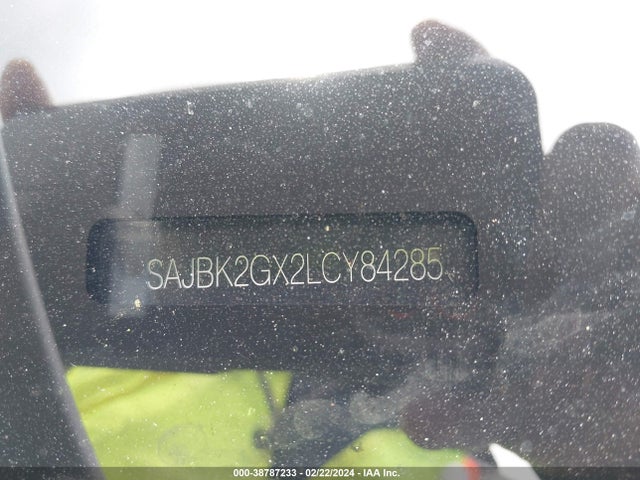 SAJBK2GX2LCY84285
000-38787233 - 02/22/2024 - IAA Inc.